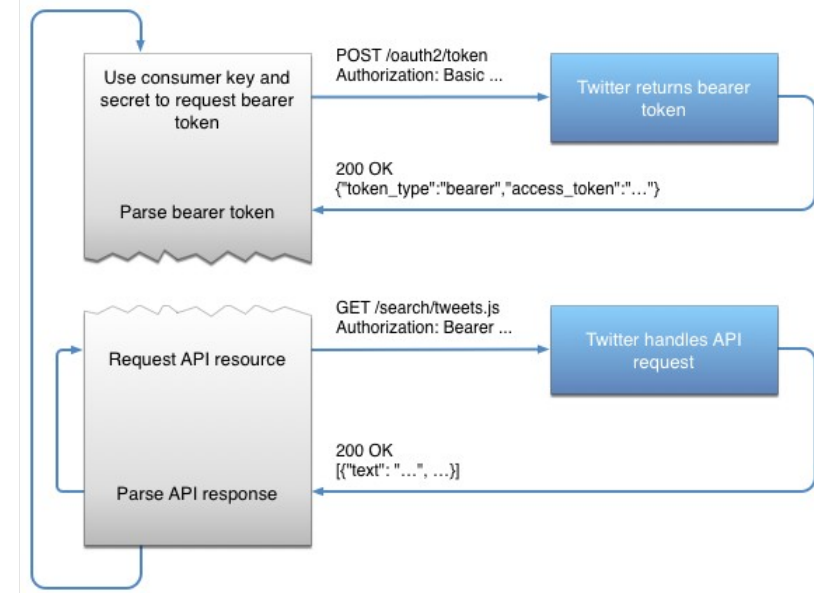 Use consumer key and
secret to request bearer
token
POST /oauth2/token
Authorization: Basic ...
Twitter returns bearer
token
200 OK
{"token_type":"bearer","access_token":"…"}
Parse bearer token
GET /search/tweets.js
Authorization: Bearer ...
Request API resource
Twitter handles API
request
200 OK
[{"text": "…", …}]
Parse API response